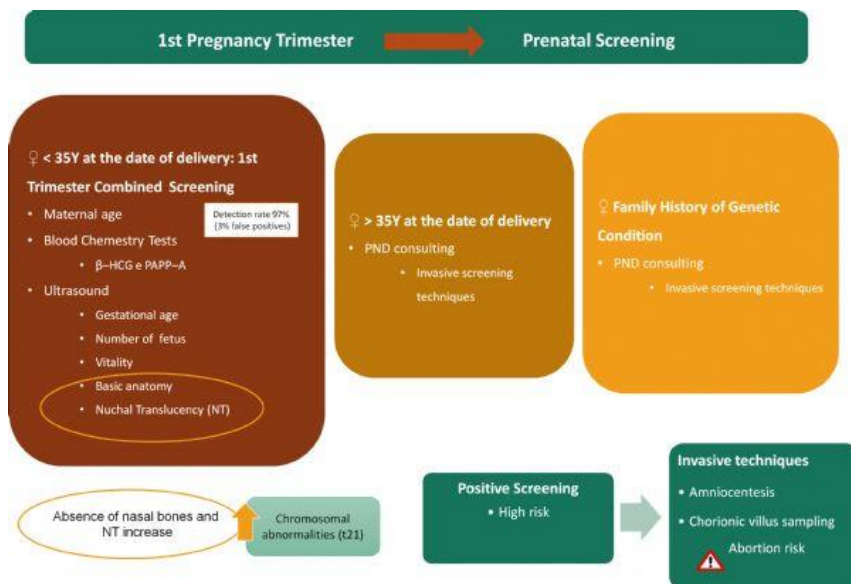 1st Pregnancy Trimester
Prenatal Screening
♀ < 35Y at the date of delivery: 1st
Trimester Combined Screening
• Maternal age
Detection rate 97%
(3% false positives)
• Blood Chemestry Tests
• β–HCG e PAPP–A
• Ultrasound
• Gestational age
• Number of fetus
• Vitality
• Basic anatomy
• Nuchal Translucency (NT)
♀ > 35Y at the date of delivery
• PND consulting
• Invasive screening
techniques
♀ Family History of Genetic
Condition
• PND consulting
• Invasive screening techniques
Absence of nasal bones and
NT increase
Chromosomal
abnormalities (t21)
Positive Screening
• High risk
Invasive techniques
• Amniocentesis
• Chorionic villus sampling
Abortion risk